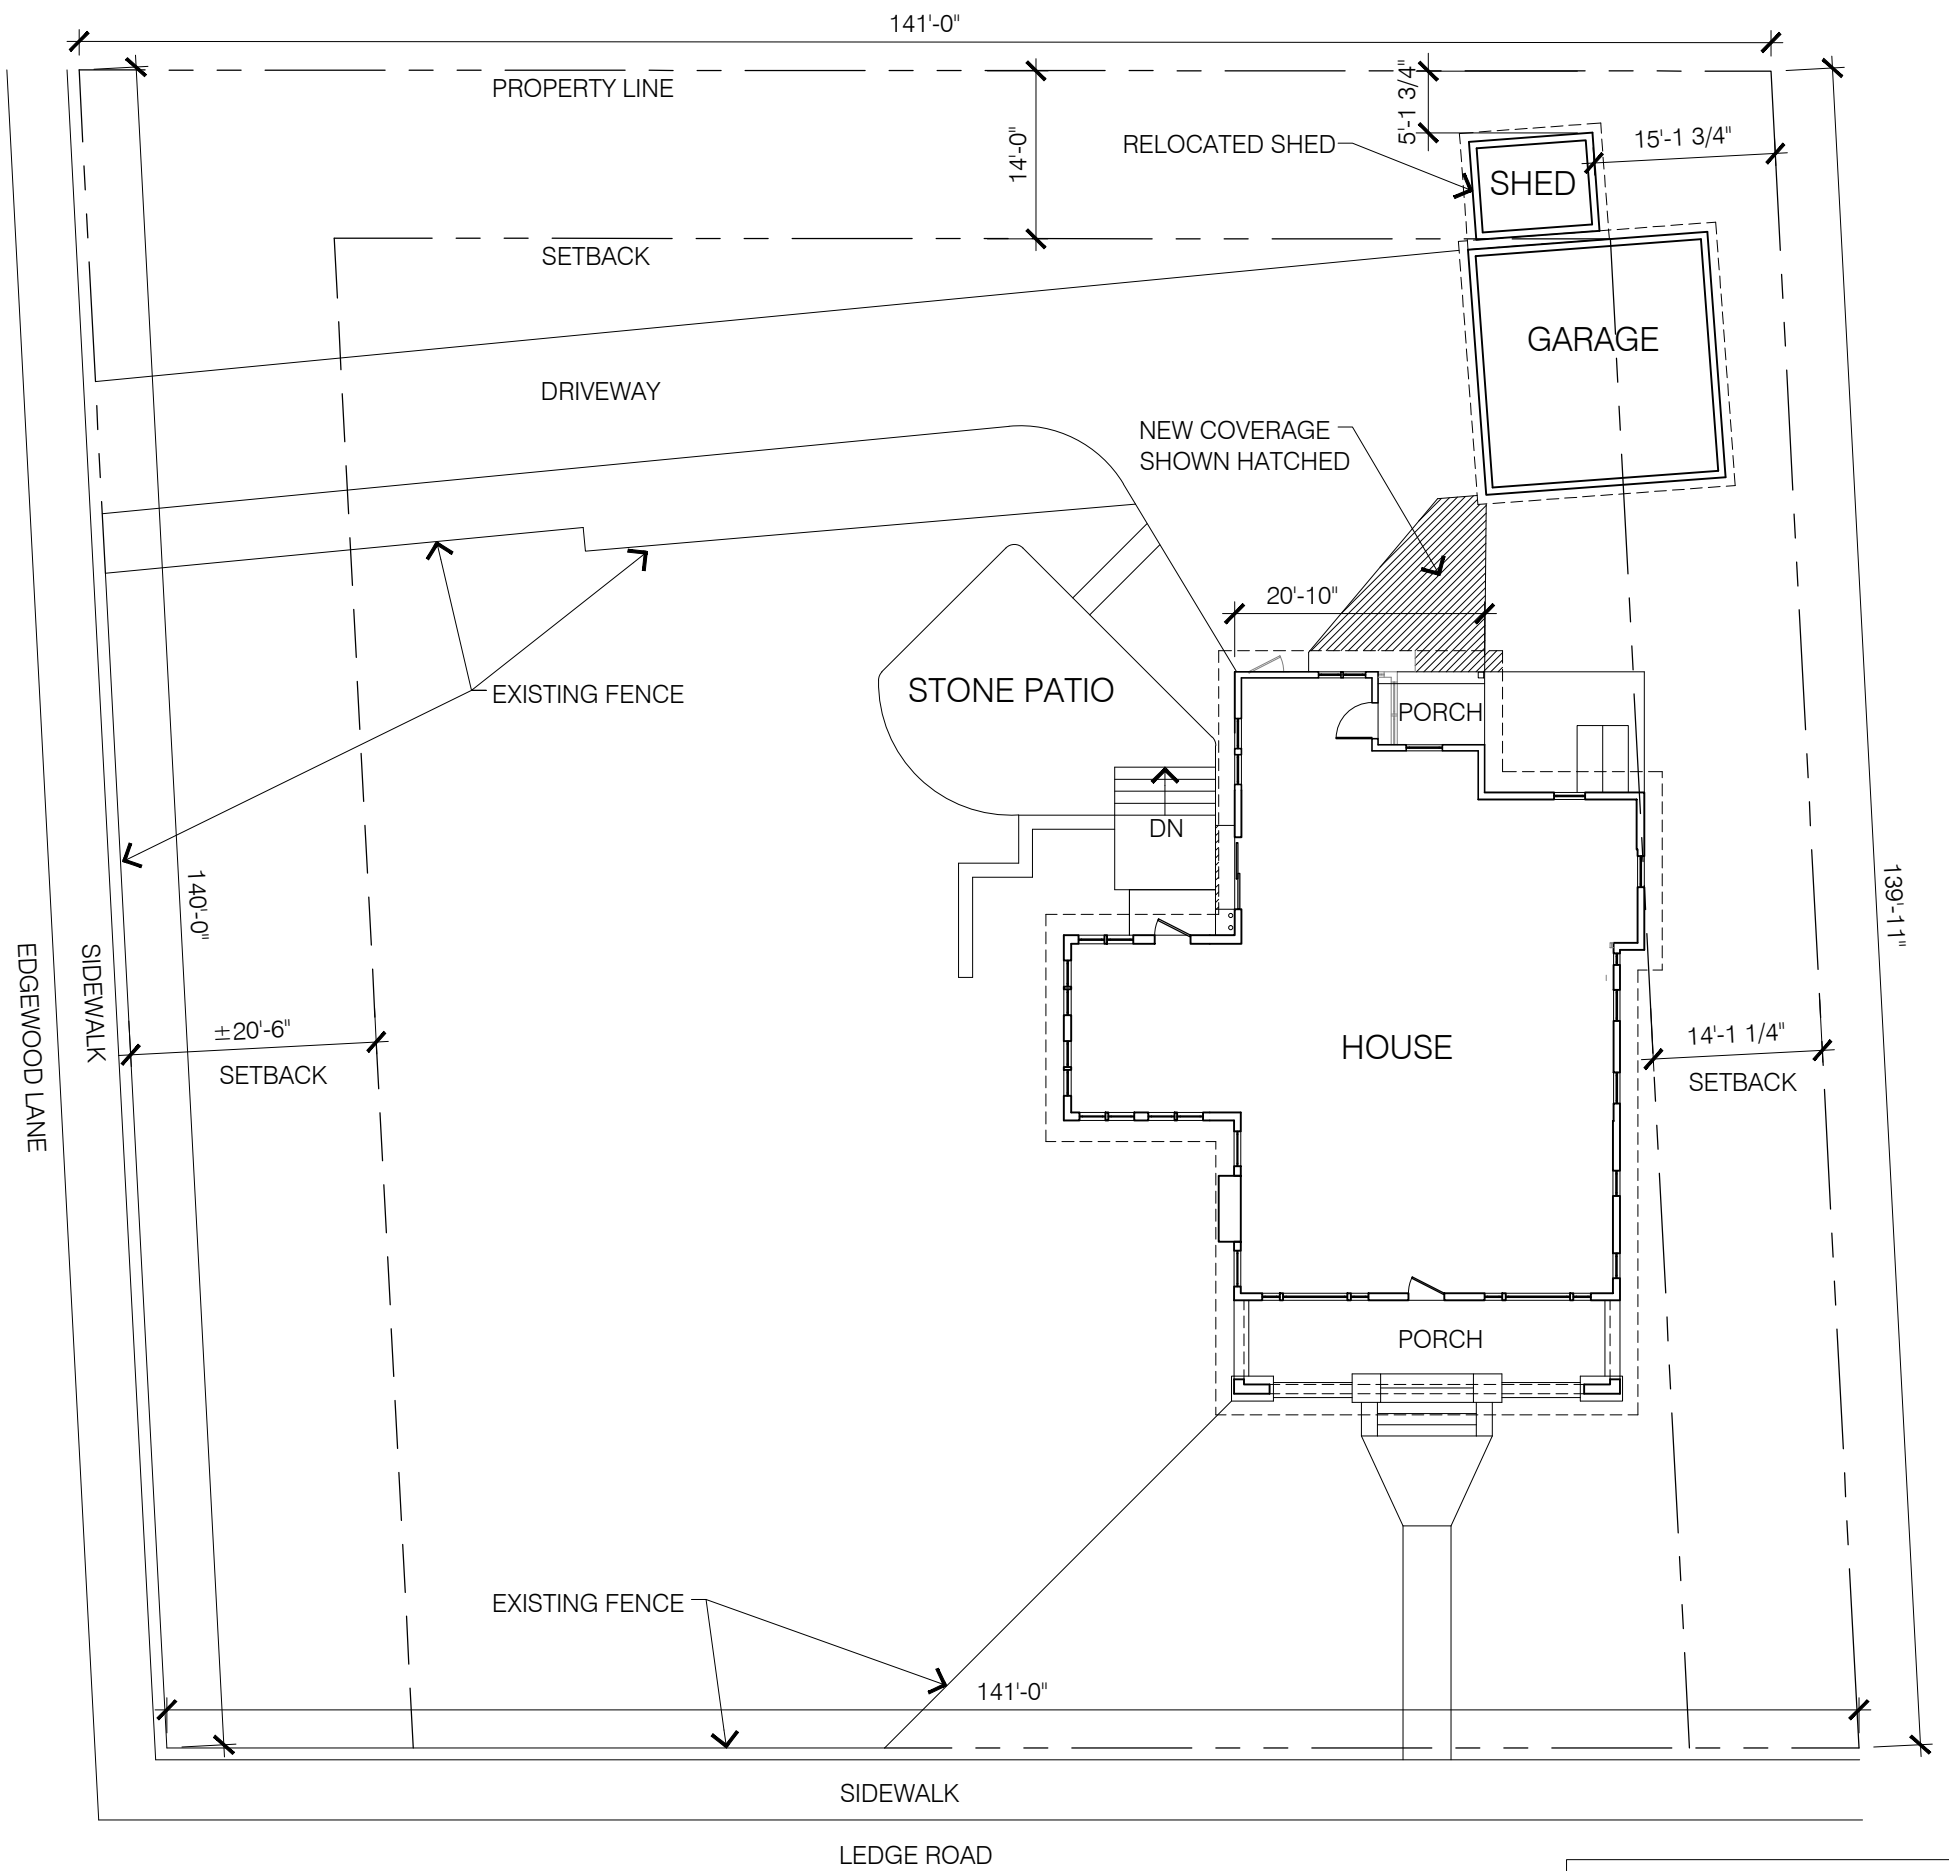 141'-0"
PROPERTY LINE
14'-0"
5'-1 3/4"
RELOCATED SHED
15'-1 3/4"
SHED
SETBACK
GARAGE
DRIVEWAY
NEW COVERAGE
SHOWN HATCHED
20'-10"
STONE PATIO
EXISTING FENCE
PORCH
DN
140'-0"
139'-11"
SIDEWALK
EDGEWOOD LANE
±20'-6"
SETBACK
HOUSE
14'-1 1/4"
SETBACK
PORCH
EXISTING FENCE
141'-0"
SIDEWALK
LEDGE ROAD